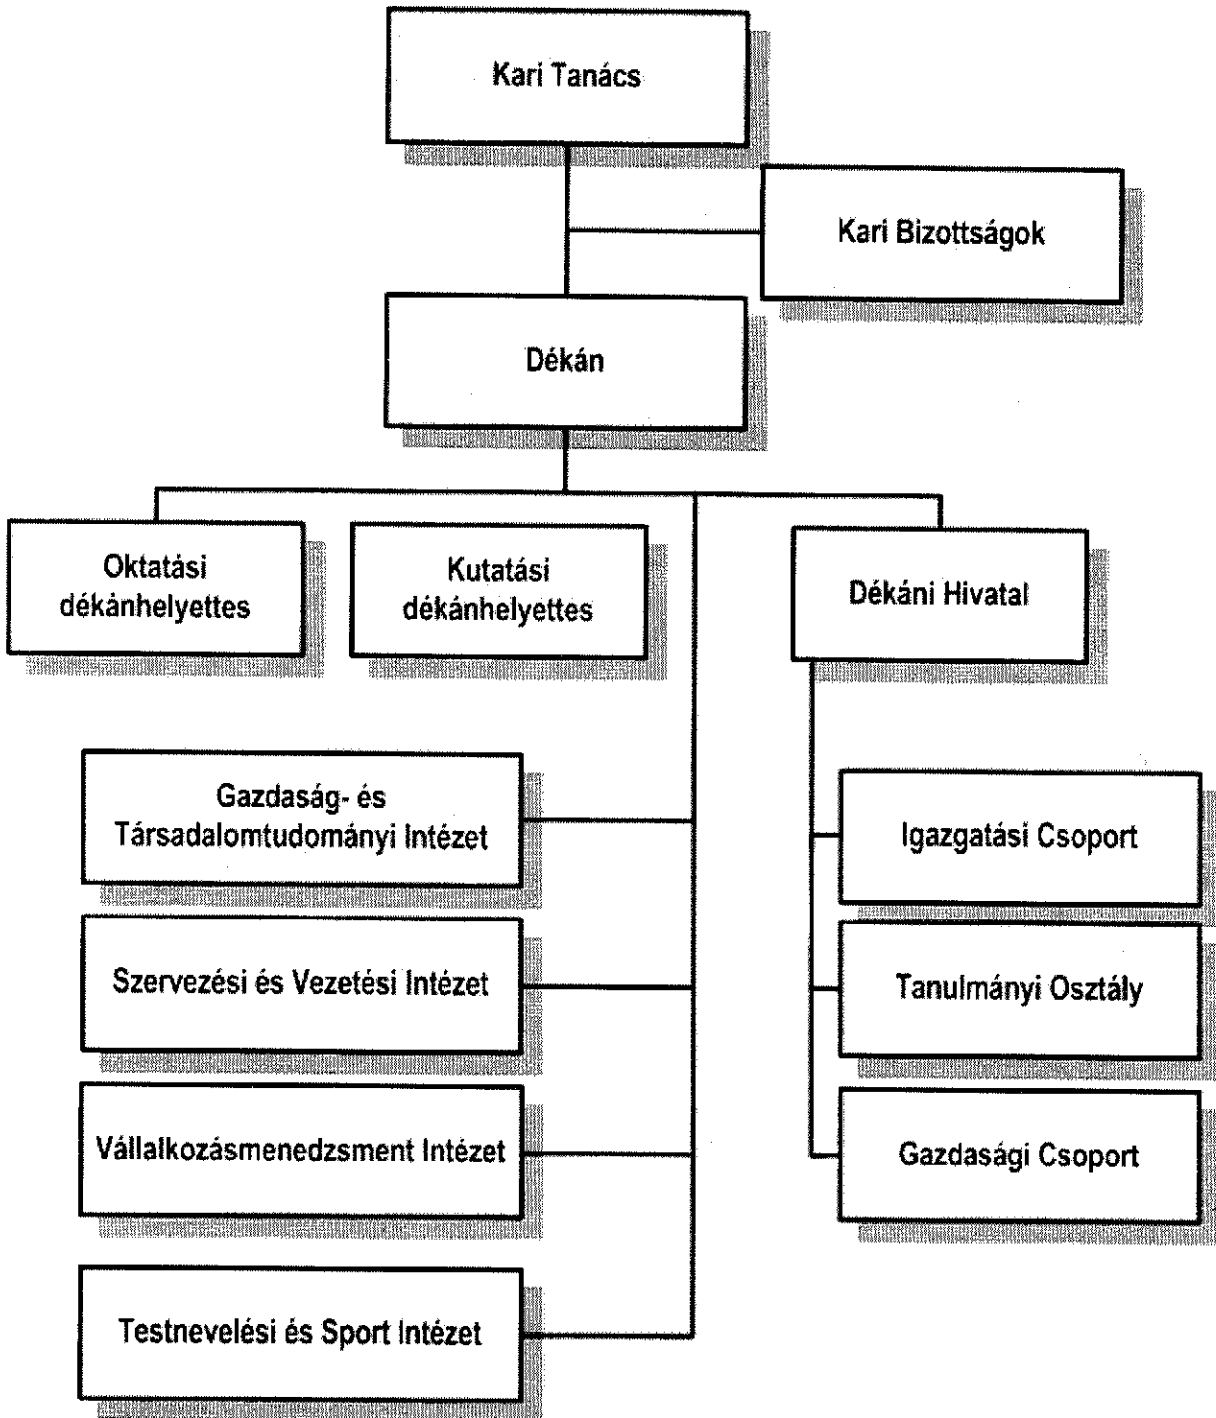 Kari Tanács
Kari Bizottságok
Dékán
Oktatási
dékánhelyettes
Kutatási
dékánhelyettes
Dékáni Hivatal
Gazdaság- és
Társadalomtudományi Intézet
Szervezési és Vezetési Intézet
Vállalkozásmenedzsment Intézet
Testnevelési és Sport Intézet
Igazgatási Csoport
Tanulmányi Osztály
Gazdasági Csoport